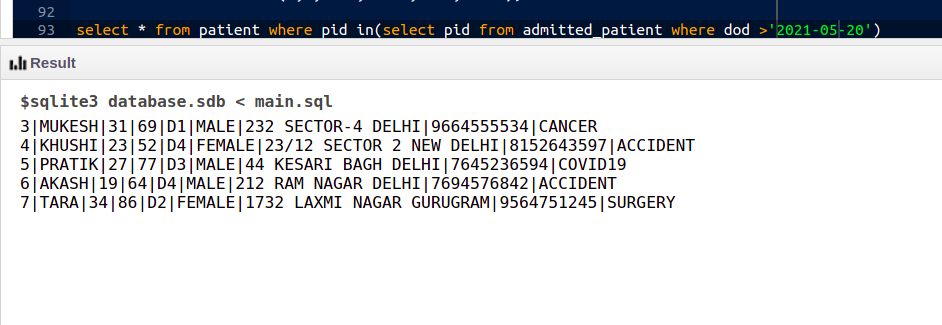 92
93 select * from patient where pid in(select pid from admitted_patient where dod >'2021-05-20')
Result
$sqlite3 database.sdb < main.sql
3|MUKESH|31|69|D1|MALE|232 SECTOR-4 DELHI|9664555534|CANCER
4|KHUSHI|23|52|D4|FEMALE|23/12 SECTOR 2 NEW DELHI|8152643597|ACCIDENT
5|PRATIK|27|77|D3|MALE|44 KESARI BAGH DELHI|7645236594|COVID19
6|AKASH|19|64|D4|MALE|212 RAM NAGAR DELHI|7694576842|ACCIDENT
7|TARA|34|86|D2|FEMALE|1732 LAXMI NAGAR GURUGRAM|9564751245|SURGERY